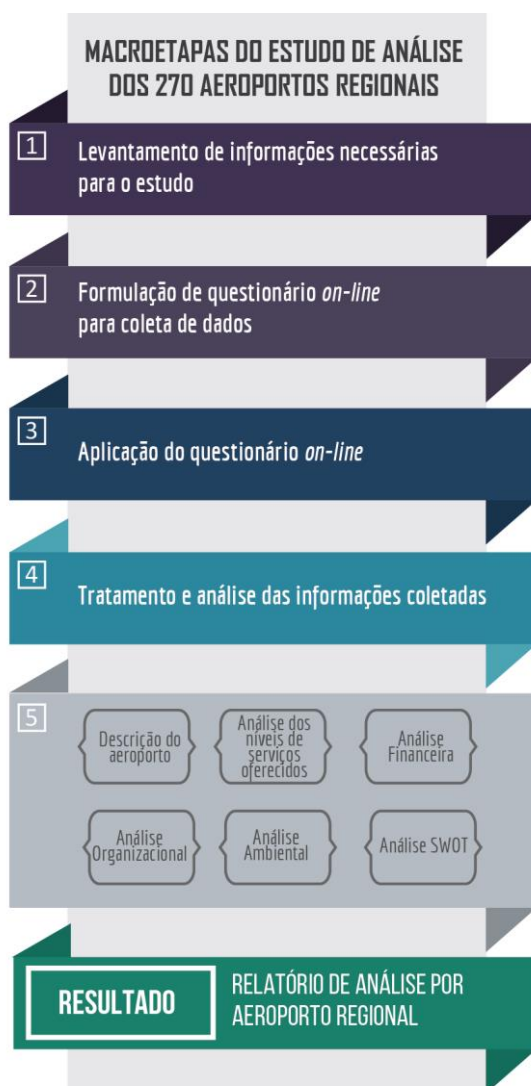 MACROETAPAS DO ESTUDO DE ANÁLISE
DOS 270 AEROPORTOS REGIONAIS
1
Levantamento de informações necessárias
para o estudo
2
Formulação de questionário on-line
para coleta de dados
3
Aplicação do questionário on-line
4
Tratamento e análise das informações coletadas
5
Descrição do
aeroporto
Análise dos
níveis de
serviços
oferecidos
Análise
Financeira
Análise
Organizacional
Análise
Ambiental
Análise SWOT
RESULTADO
RELATÓRIO DE ANÁLISE POR
AEROPORTO REGIONAL